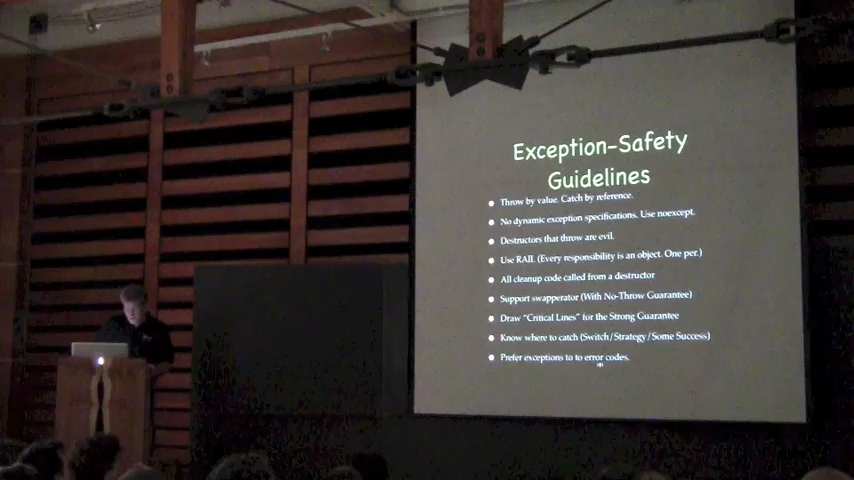 Exception-Safety
Guidelines
Throw by value. Catch by reference.
No dynamic exception specifications. Use noexcept.
Destructors that throw are evil.
Use RAII. (Every responsibility is an object. One per.)
All cleanup code called from a destructor
Support swapperator (With No-Throw Guarantee)
Draw "Critical Lines" for the Strong Guarantee
Know where to catch (Switch/Strategy/Some Success)
Prefer exceptions to to error codes.